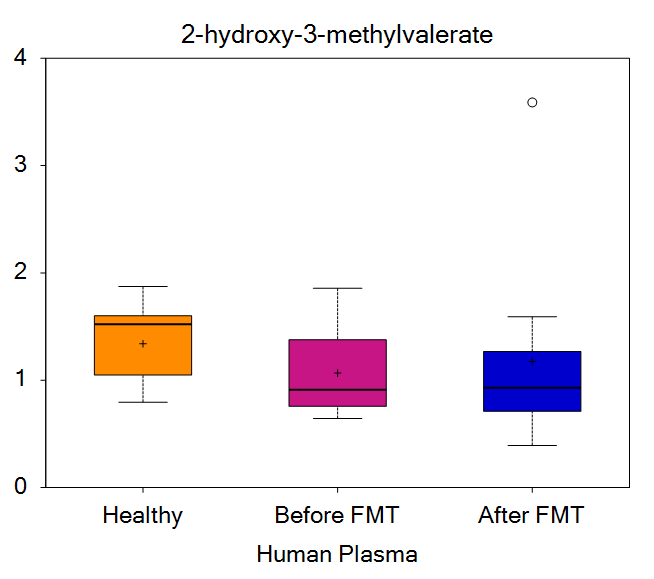 2-hydroxy-3-methylvalerate
4
3
2
1
0
Healthy Before FMT After FMT
Human Plasma